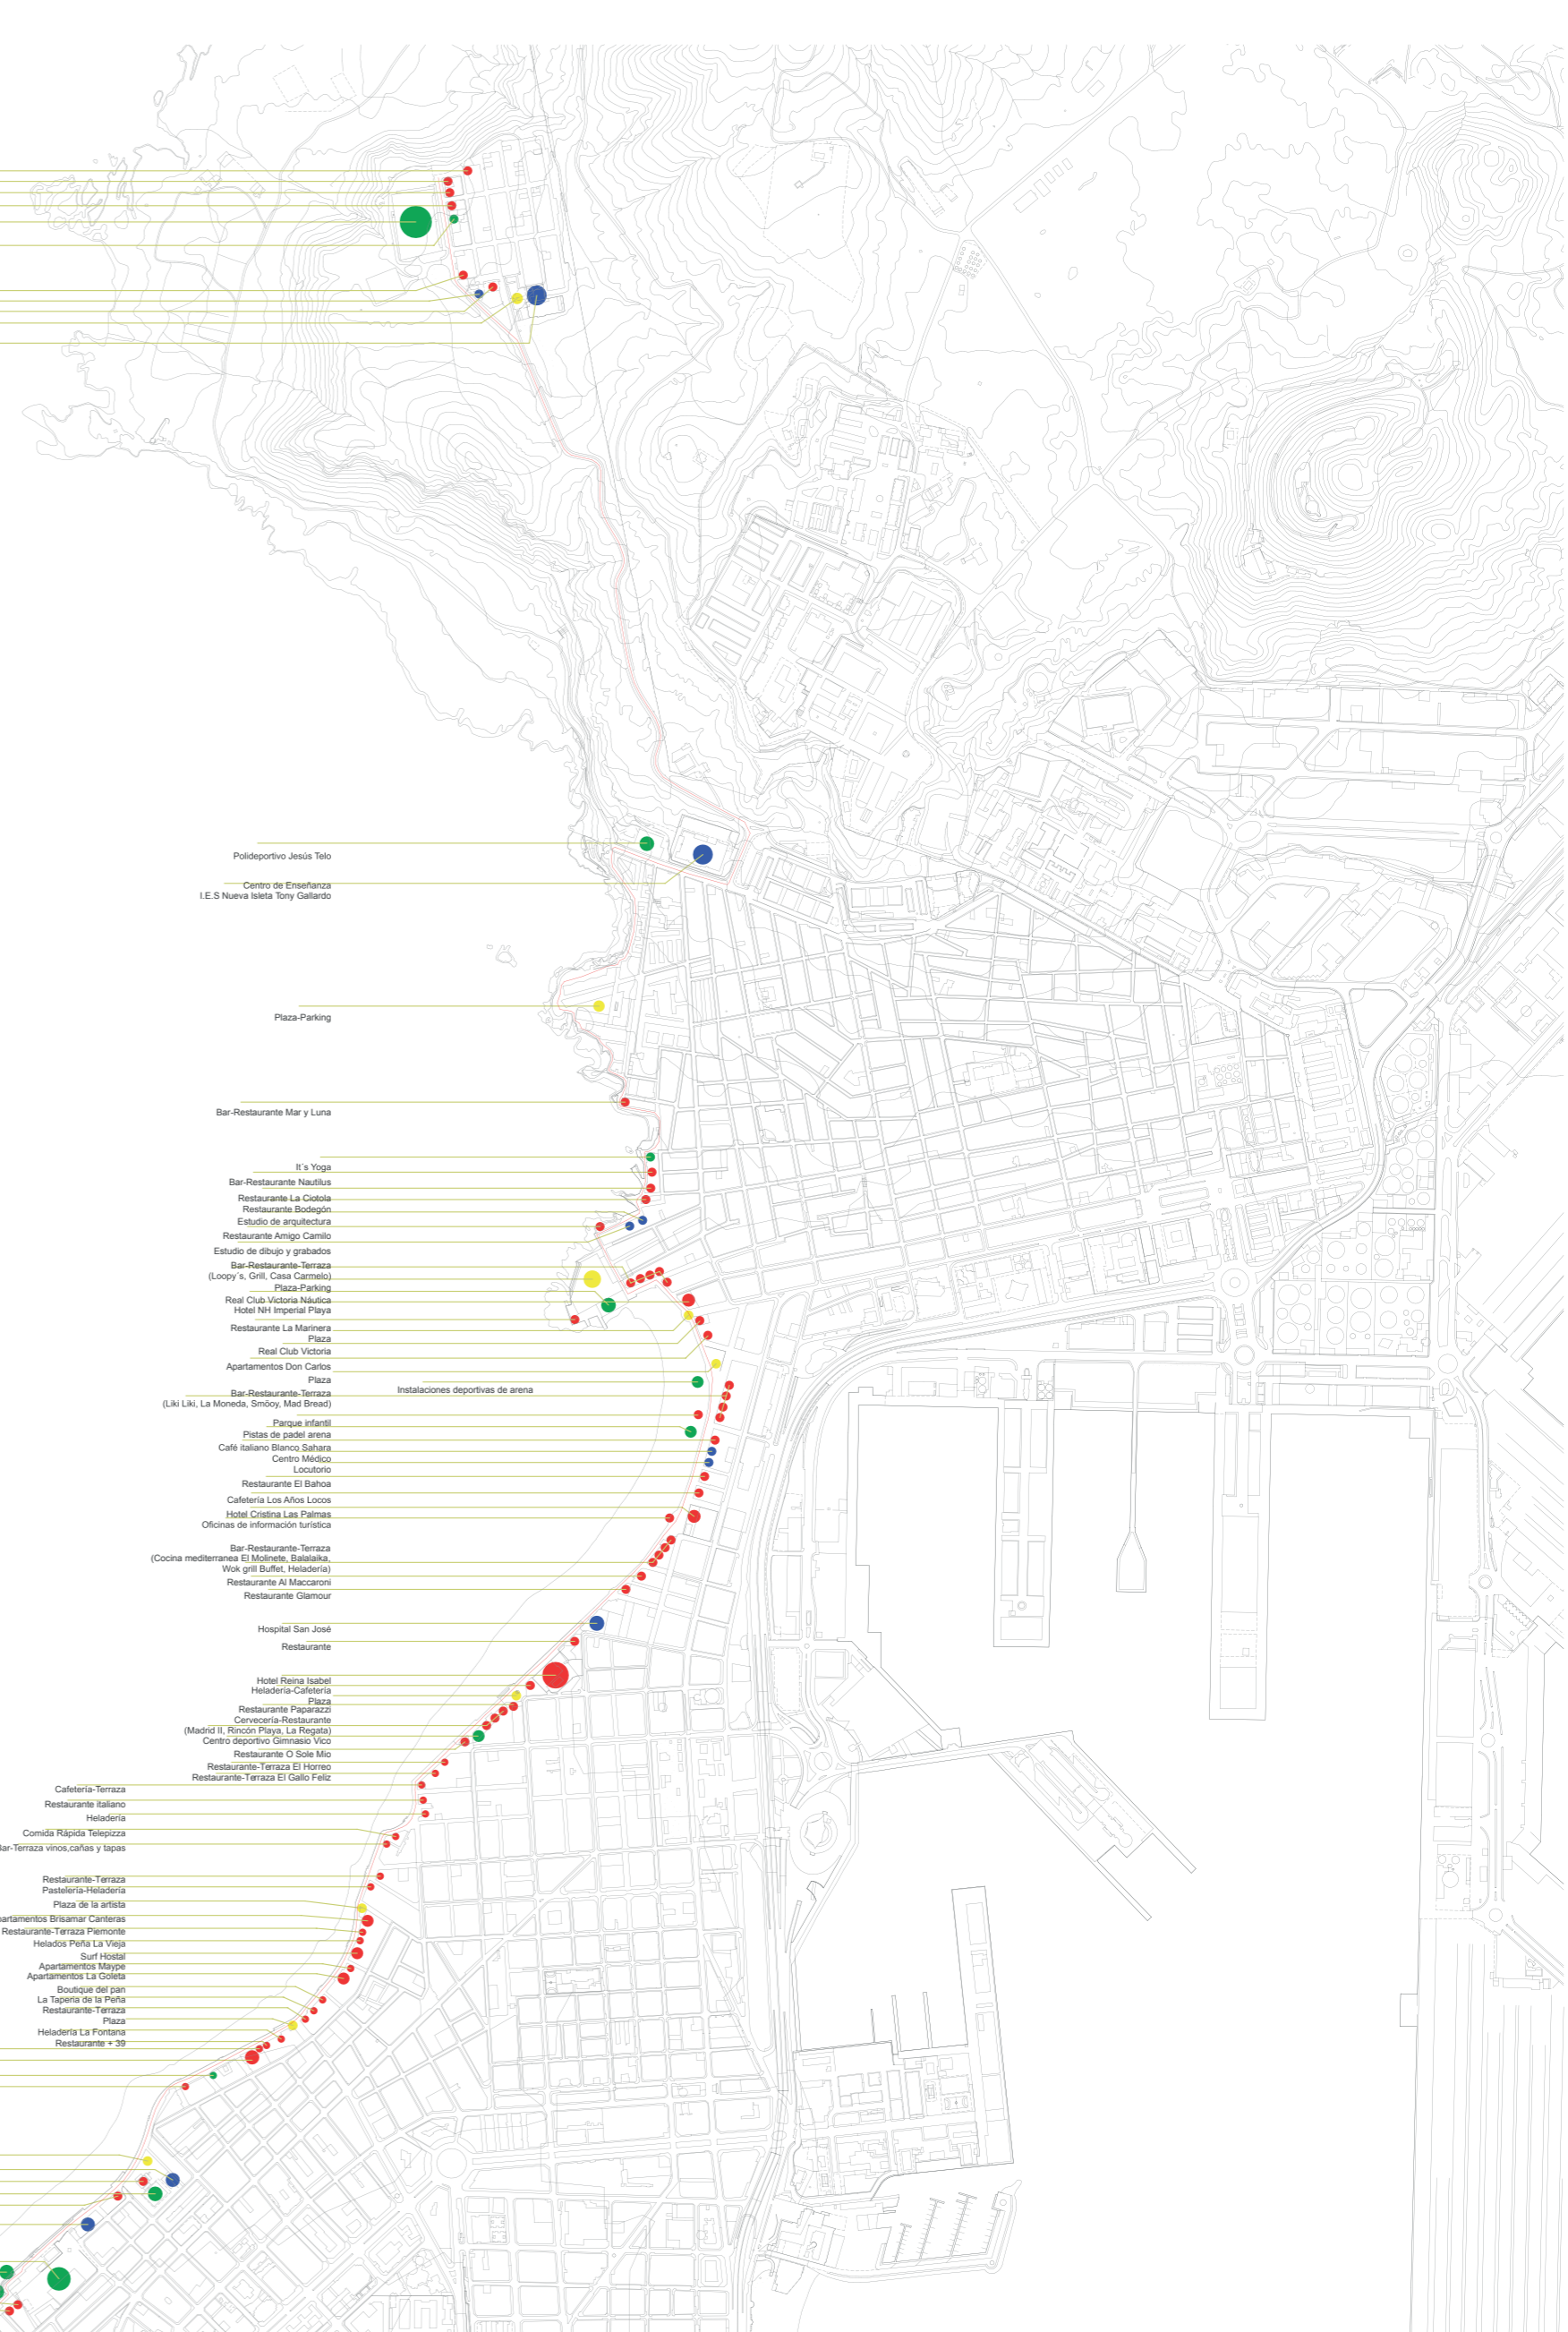 Polideportivo Jesús Telo
Centro de Enseñanza
I.E.S Nueva Isleta Tony Gallardo
Plaza-Parking
Bar-Restaurante Mar y Luna
It´s Yoga
Bar-Restaurante Nautilus
Restaurante La Ciotola
Restaurante Bodegón
Estudio de arquitectura
Restaurante Amigo Camilo
Estudio de dibujo y grabados
Bar-Restaurante-Terraza
(Loopy´s, Grill, Casa Carmelo)
Plaza-Parking
Real Club Victoria Náutica
Hotel NH Imperial Playa
Restaurante La Marinera
Plaza
Real Club Victoria
Apartamentos Don Carlos
Plaza
Instalaciones deportivas de arena
Bar-Restaurante-Terraza
(Liki Liki, La Moneda, Smöoy, Mad Bread)
Parque infantil
Pistas de padel arena
Café italiano Blanco Sahara
Centro Médico
Locutorio
Restaurante El Bahoa
Cafetería Los Años Locos
Hotel Cristina Las Palmas
Oficinas de información turística
Bar-Restaurante-Terraza
(Cocina mediterranea El Molinete, Balalaika,
Wok grill Buffet, Heladería)
Restaurante Al Maccaroni
Restaurante Glamour
Hospital San José
Restaurante
Hotel Reina Isabel
Heladería-Cafetería
Plaza
Restaurante Paparazzi
Cervecería-Restaurante
(Madrid II, Rincón Playa, La Regata)
Centro deportivo Gimnasio Vico
Restaurante O Sole Mio
Restaurante-Terraza El Horreo
Restaurante-Terraza El Gallo Feliz
Cafetería-Terraza
Restaurante italiano
Heladería
Comida Rápida Telepizza
Bar-Terraza vinos,cañas y tapas
Restaurante-Terraza
Pastelería-Heladería
Plaza de la artista
artamentos Brisamar Canteras
Restaurante-Terraza Piemonte
Helados Peña La Vieja
Surf Hostal
Apartamentos Maype
Apartamentos La Goleta
Boutique del pan
La Taperia de la Peña
Restaurante-Terraza
Plaza
Heladería La Fontana
Restaurante + 39